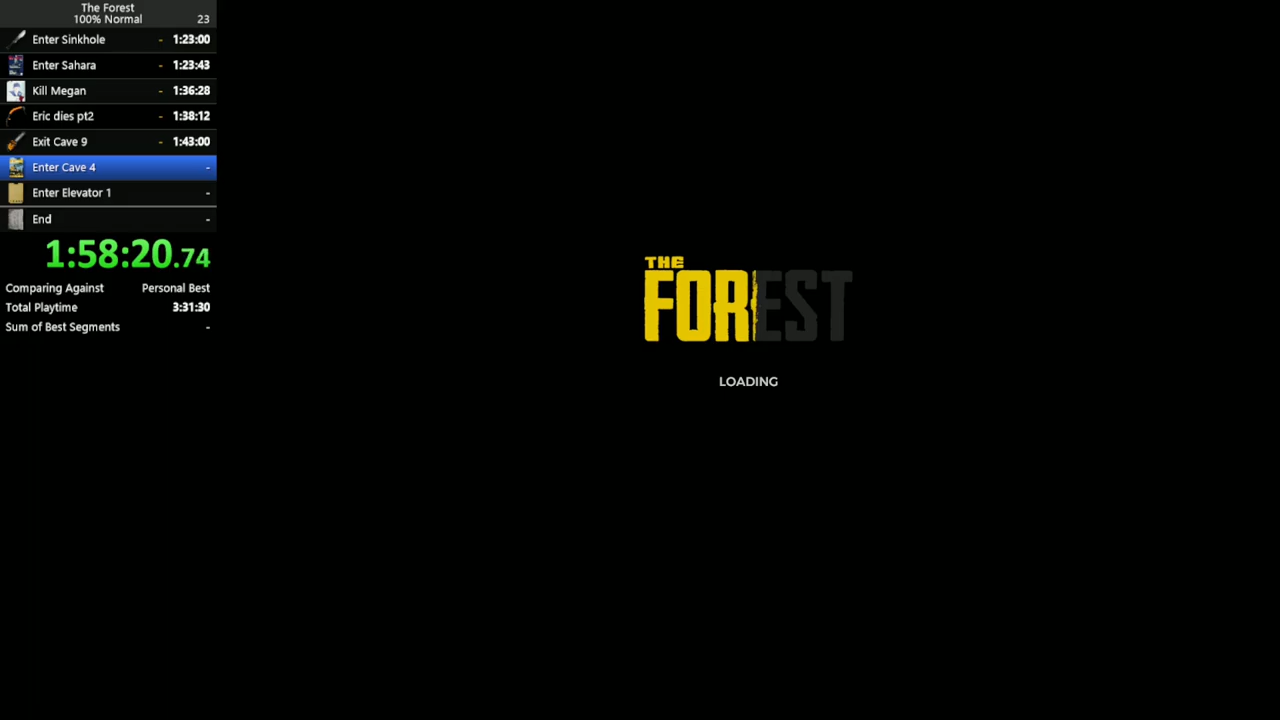 The Forest
100% Normal 23
Enter Sinkhole - 1:23:00
Enter Sahara - 1:23:43
Kill Megan - 1:36:28
Eric dies pt2 - 1:38:12
Exit Cave 9 - 1:43:00
Enter Cave 4 -
Enter Elevator 1 -
End -
1:58:20.74
Comparing Against Personal Best
Total Playtime 3:31:30
Sum of Best Segments -
THE
FOREST
LOADING